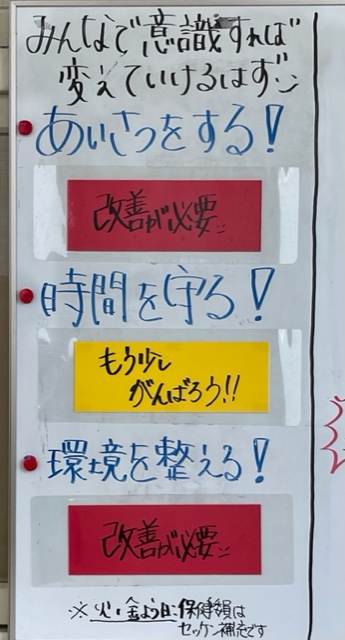 みんなで意識すれば
変えていけるはず
あいさつをする!
改善が必要
時間を守る!
もう少し
がんばろう!!
環境を整える!
改善が必要
※火・金よう日:保健委員は
セッケン補充です